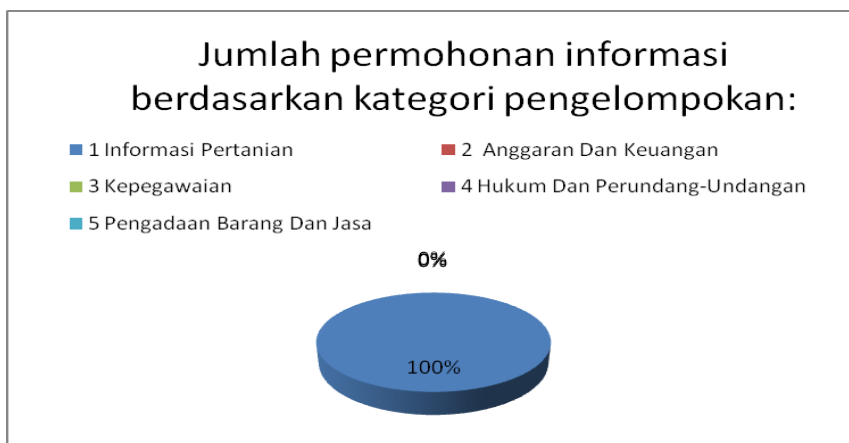 Jumlah permohonan informasi
berdasarkan kategori pengelompokan:
1 Informasi Pertanian
2 Anggaran Dan Keuangan
3 Kepegawaian
4 Hukum Dan Perundang-Undangan
5 Pengadaan Barang Dan Jasa
0%
100%